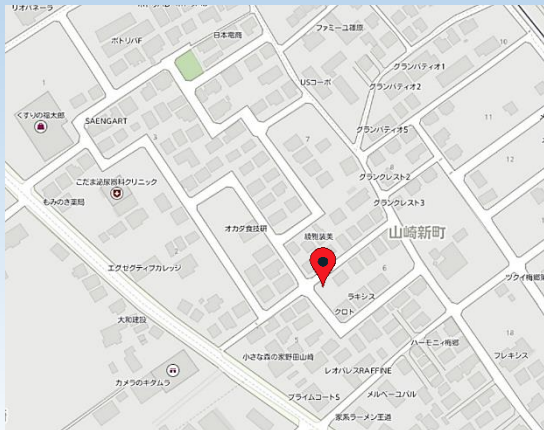 リオパネーラ
ポトリバF
日本電商
ファミーユ篠原
グランパティオ1
USコーポ
グランパティオ2
1
くすりの福太郎
SAENGART
3
7
グランパティオ5
11
10
12
こだま泌尿器科クリニック
もみのき薬局
グランクレスト2
グランクレスト3
オカダ食技研
綾雅装美
山崎新町
2
エグゼクティブカレッジ
6
ラキシス
クロト
ツクイ梅郷
大和建設
5
小さな森の家野田山崎
ハーモニィ梅郷
18
フレキシス
カメラのキタムラ
レオパレスRAFFINE
プライムコートS
メルベーユパル
家系ラーメン王道